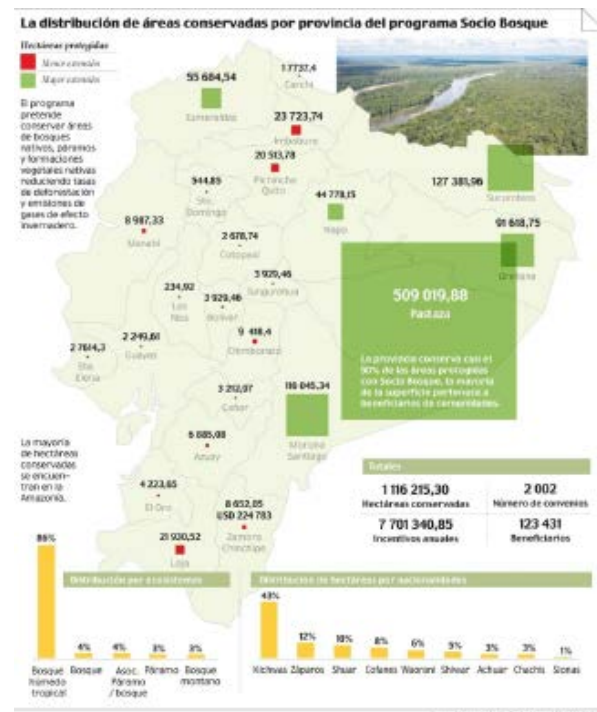 La distribución de áreas conservadas por provincia del programa Socio Bosque
Hectáreas protegidas
Menor extensión
Mayor extensión
El programa
pretende
conservar áreas
de bosques
nativos, páramos
y formaciones
vegetales nativas
reduciendo tasas
de deforestación
y emisiones de
gases de efecto
invernadero.
55 684,54
Esmeraldas
1 7737,4
Carchi
23 723,74
Imbabura
20 513,78
Pichincha
Quito
944,85
Sto.
Domingo
44 778,15
Napo
127 381,96
Sucumbíos
91 618,75
Orellana
8 987,33
Manabí
2 678,74
Cotopaxi
3 929,46
Tungurahua
234,92
Los
Ríos
3 929,46
Bolívar
509 019,88
Pastaza
La provincia conserva casi el
50% de las áreas protegidas
con Socio Bosque, la mayoría
de la superficie pertenece a
beneficiarios de comunidades.
2 249,61
Guayas
9 418,4
Chimborazo
2 7614,3
Sta.
Elena
3 212,97
Cañar
116 045,34
Morona
Santiago
6 885,08
Azuay
La mayoría
de hectáreas
conservadas
se encuen-
tran en la
Amazonía.
4 223,65
El Oro
8 652,05
USD 224 783
Zamora
Chinchipe
21 930,52
Loja
Totales
1 116 215,30
Hectáreas conservadas
2 002
Número de convenios
7 701 340,85
Incentivos anuales
123 431
Beneficiarios
Distribución por ecosistemas
86%
4%
4%
3%
3%
Bosque
húmedo
tropical
Bosque
Asoc.
Páramo
/bosque
Páramo
Bosque
montano
Distribución de hectáreas por nacionalidades
43%
12%
10%
8%
6%
9%
3%
3%
1%
Kichwas Záparos Shuar Cofanes Waorani Shiwar Achuar Chachis Sionas